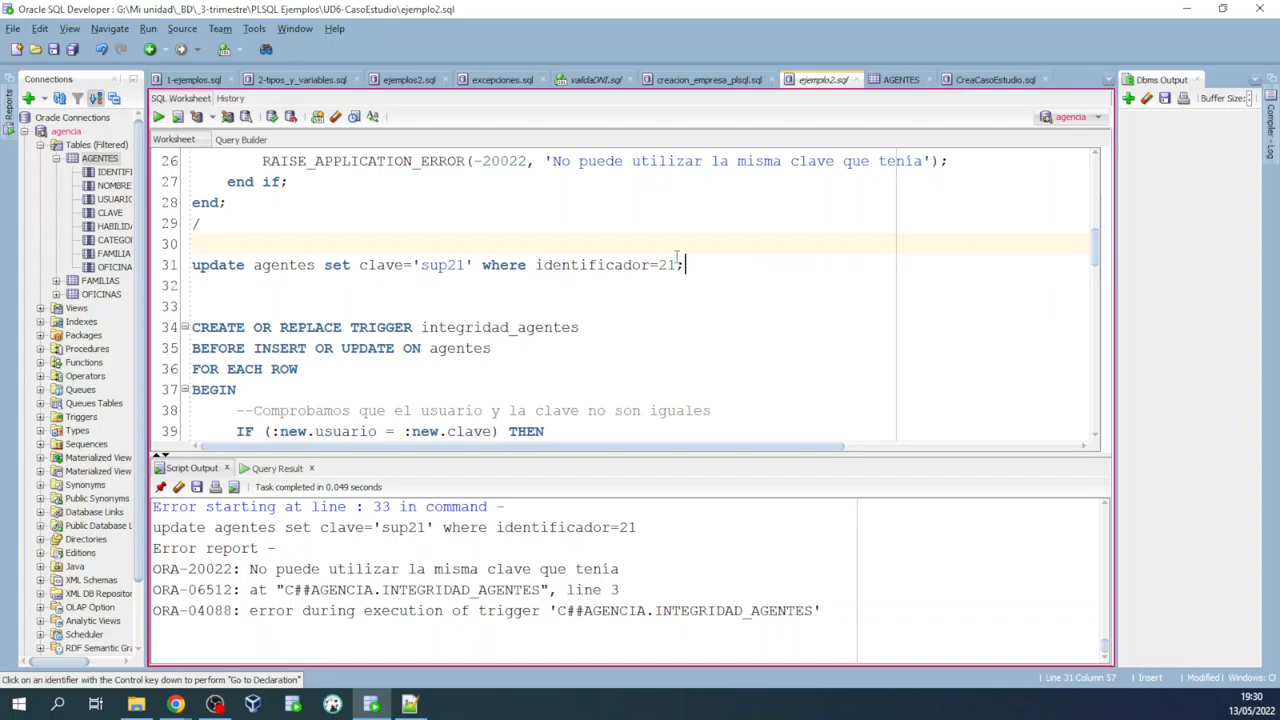 Oracle SQL Developer : G:\Mi unidad\_BD\_3-trimestre\PLSQL Ejemplos\UD6-CasoEstudio\ejemplo2.sql
File Edit View Navigate Run Source Team Tools Window Help
Connections
1-ejemplos.sql 2-tipos_y_variables.sql ejemplos2.sql excepciones.sql validaDNI.sql creacion_empresa_plsql.sql ejemplo2.sql AGENTES CreaCasoEstudio.sql
Dbms Output
Buffer Size:
Reports
Compiler - Log
Oracle Connections
agencia
Tables (Filtered)
AGENTES
IDENTIFI
NOMBRE
USUARIO
CLAVE
HABILIDA
CATEGO
FAMILIA
OFICINA
FAMILIAS
OFICINAS
Views
Indexes
Packages
Procedures
Functions
Operators
Queues
Queues Tables
Triggers
Types
Sequences
Materialized View
Materialized View
Synonyms
Public Synonyms
Database Links
Public Database
Directories
Editions
Java
XML Schemas
XML DB Repositor
OLAP Option
Analytic Views
Scheduler
RDF Semantic Gra
SQL Worksheet History
agencia
Worksheet Query Builder
26 RAISE_APPLICATION_ERROR(-20022, 'No puede utilizar la misma clave que tenía');
27 end if;
28 end;
29 /
30
31 update agentes set clave='sup21' where identificador=21;
32
33
34 CREATE OR REPLACE TRIGGER integridad_agentes
35 BEFORE INSERT OR UPDATE ON agentes
36 FOR EACH ROW
37 BEGIN
38 --Comprobamos que el usuario y la clave no son iguales
39 IF (:new.usuario = :new.clave) THEN
Script Output Query Result
Task completed in 0.049 seconds
Error starting at line : 33 in command -
update agentes set clave='sup21' where identificador=21
Error report -
ORA-20022: No puede utilizar la misma clave que tenía
ORA-06512: at "C##AGENCIA.INTEGRIDAD_AGENTES", line 3
ORA-04088: error during execution of trigger 'C##AGENCIA.INTEGRIDAD_AGENTES'
Click on an identifier with the Control key down to perform "Go to Declaration"
Line 31 Column 57 Insert Modified Windows: Cl
19:30
13/05/2022